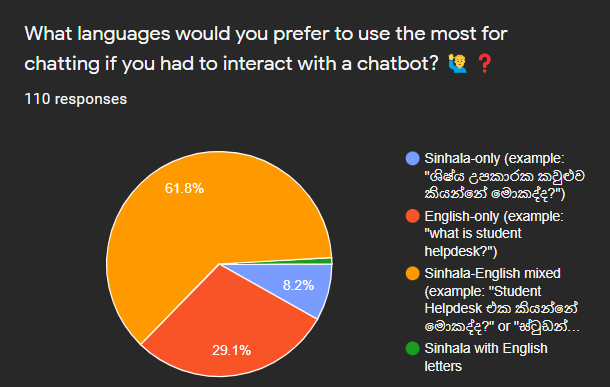 What languages would you prefer to use the most for
chatting if you had to interact with a chatbot? 🙋 ❓
110 responses
61.8%
8.2%
29.1%
Sinhala-only (example:
"ශිෂ්ය උපකාරක කවුළුව
කියන්නේ මොකද්ද?")
English-only (example:
"what is student
helpdesk?")
Sinhala-English mixed
(example: "Student
Helpdesk එක කියන්නේ
මොකද්ද?" or "ස්ටුඩන්...
Sinhala with English
letters